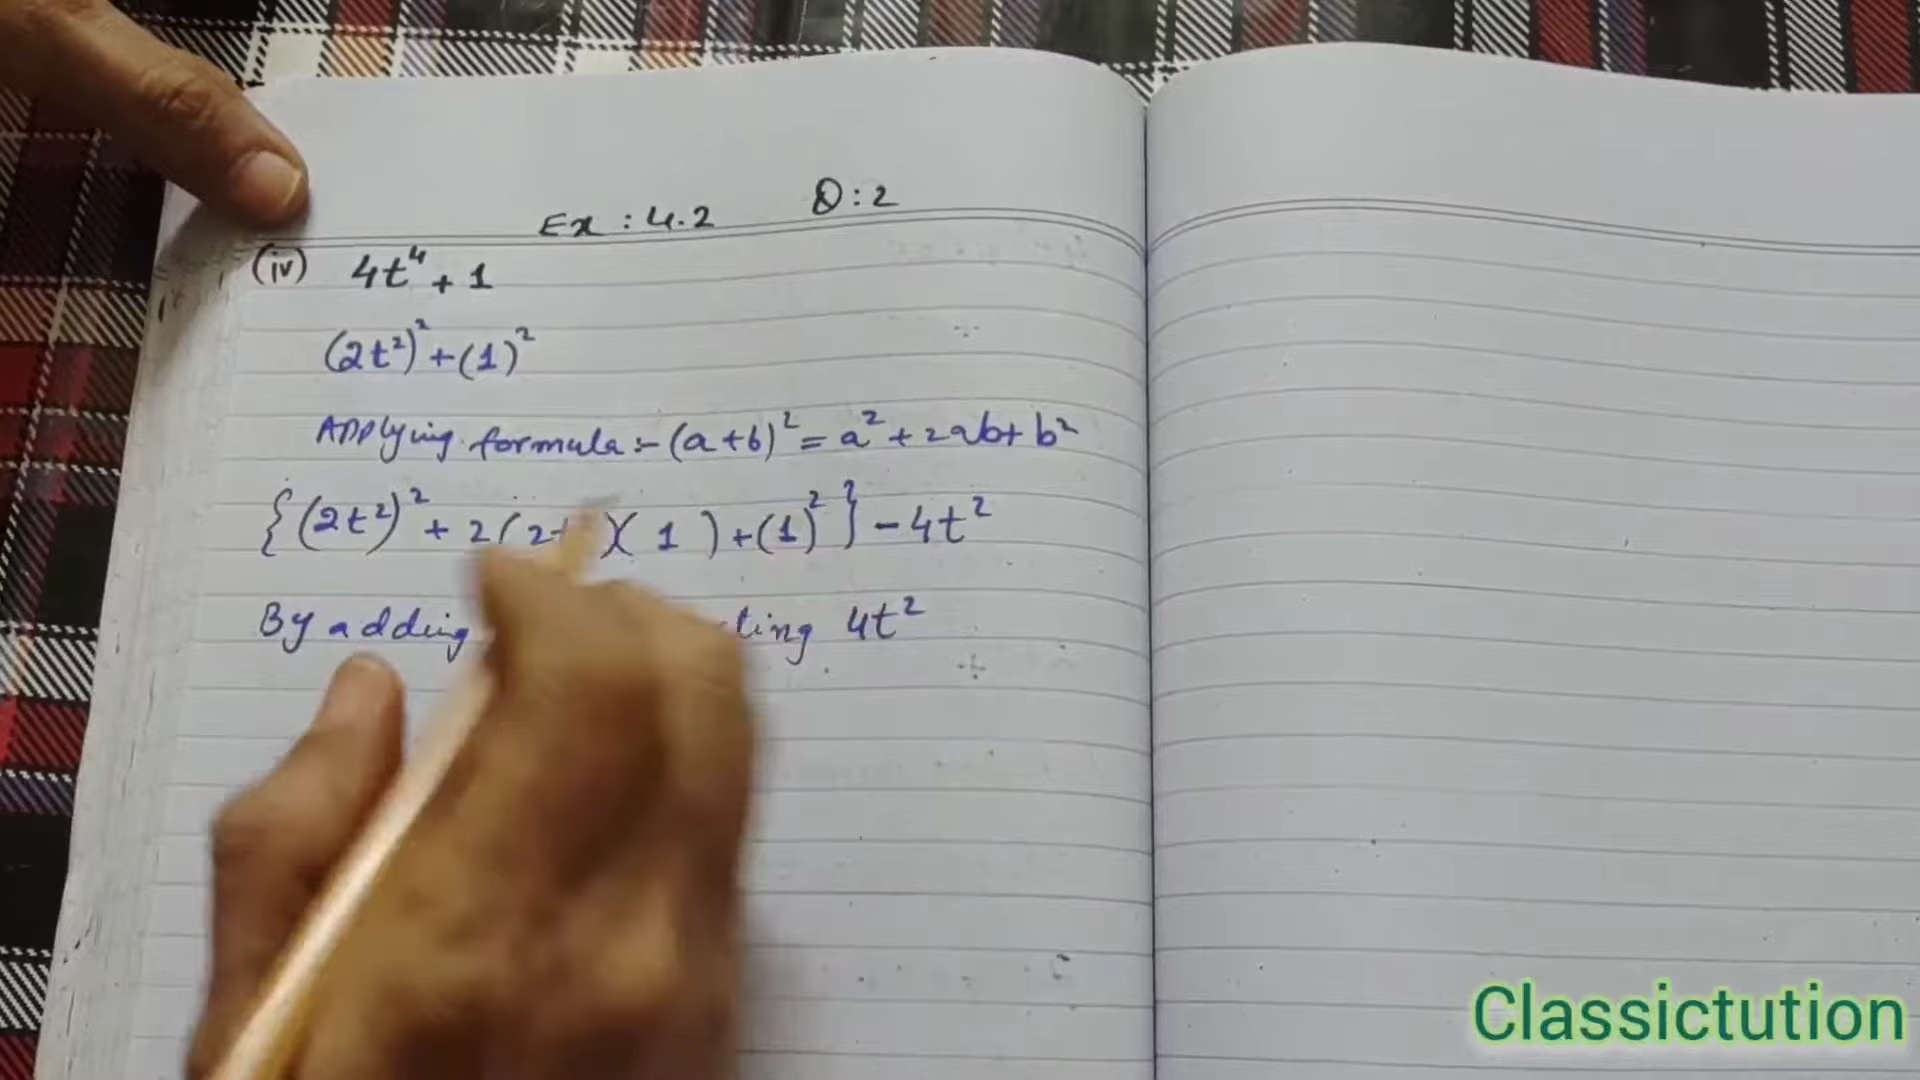 Ex : 4.2 Q : 2
(iv) 4t⁴ + 1
(2t²)² + (1)²
Applying formula :- (a+b)² = a² + 2ab + b²
{(2t²)² + 2(2t )( 1 ) + (1)²} - 4t²
By adding 4t²
Classictution